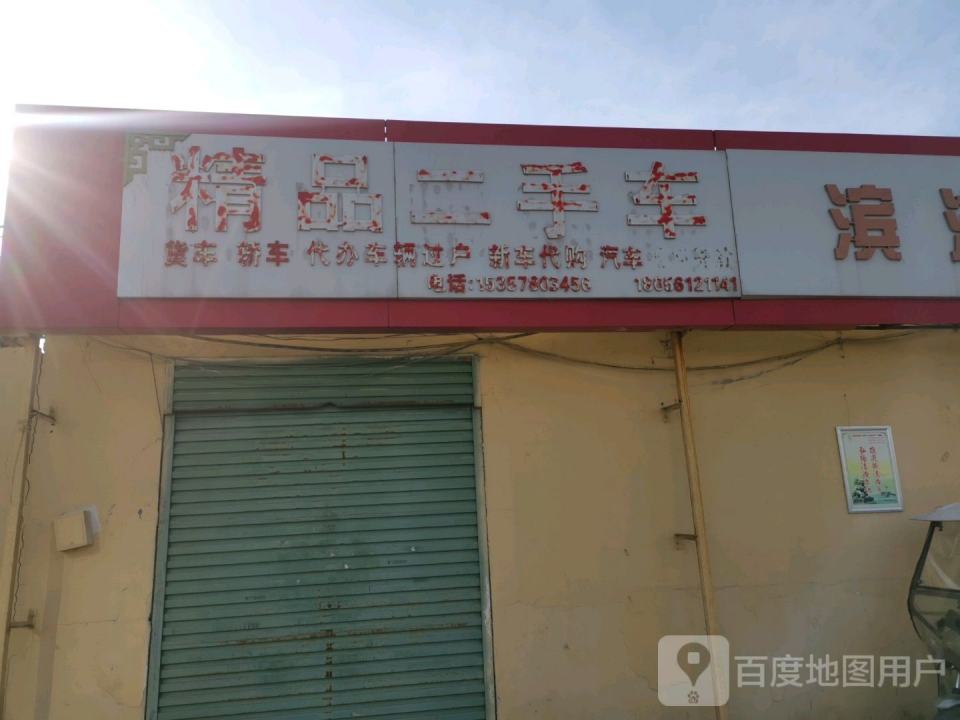 精品二手车
货车 轿车 代办车辆过户 新车代购 汽车
电话:15357803456 18056121141
滨
百度地图用户